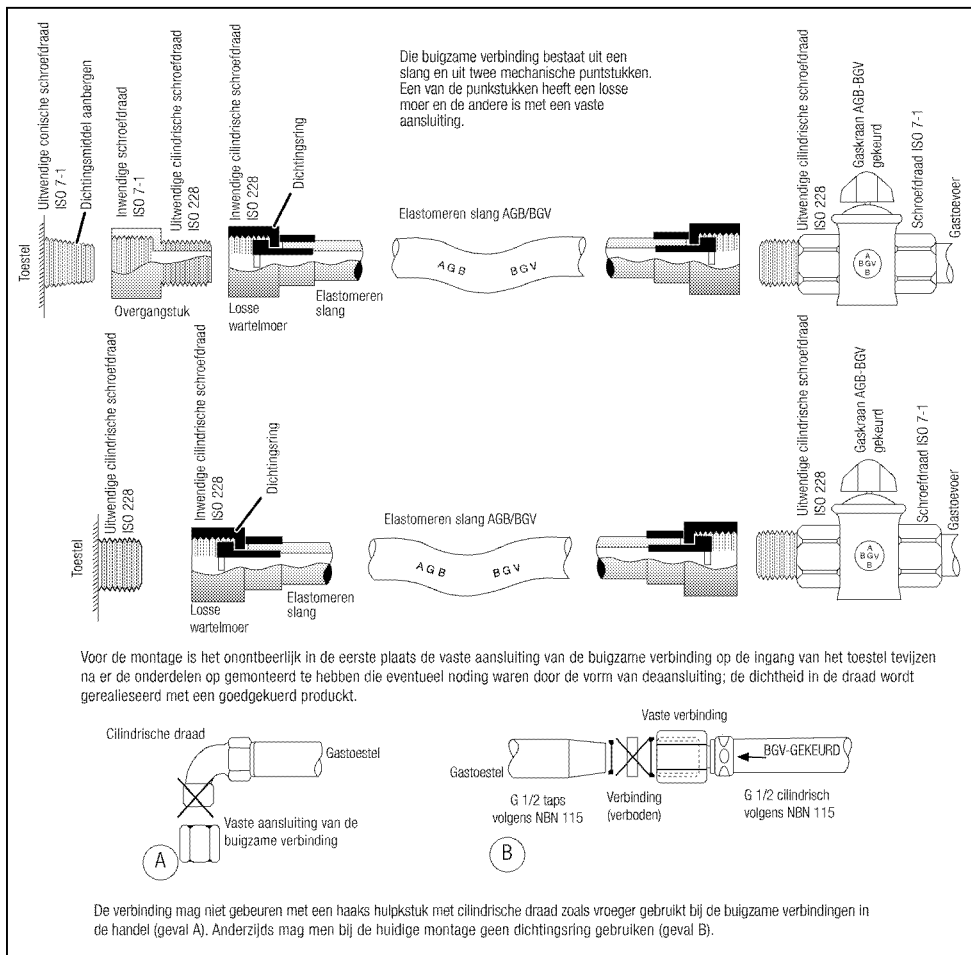 Die buigzame verbinding bestaat uit een
slang en uit twee mechanische puntstukken.
Een van de punkstukken heeft een losse
moer en de andere is met een vaste
aansluiting.
Toestel
Uitwendige conische schroefdraad
ISO 7-1
Dichtingsmiddel aanbergen
Inwendige schroefdraad
ISO 7-1
Uitwendige cilindrische schroefdraad
ISO 228
Inwendige cilindrische schroefdraad
ISO 228
Dichtingsring
Overgangstuk
Losse
wartelmoer
Elastomeren
slang
Elastomeren slang AGB/BGV
AGB BGV
Uitwendige cilindrische schroefdraad
ISO 228
Gaskraan AGB-BGV
gekeurd
Schroefdraad ISO 7-1
Gastoevoer
A
BGV
B
Toestel
Uitwendige cilindrische schroefdraad
ISO 228
Inwendige cilindrische schroefdraad
ISO 228
Dichtingsring
Losse
wartelmoer
Elastomeren
slang
Elastomeren slang AGB/BGV
AGB BGV
Uitwendige cilindrische schroefdraad
ISO 228
Gaskraan AGB-BGV
gekeurd
Schroefdraad ISO 7-1
Gastoevoer
A
BGV
B
Voor de montage is het onontbeerlijk in de eerste plaats de vaste aansluiting van de buigzame verbinding op de ingang van het toestel tevijzen
na er de onderdelen op gemonteerd te hebben die eventueel noding waren door de vorm van deaansluiting; de dichtheid in de draad wordt
gerealieseerd met een goedgekuerd produckt.
Cilindrische draad
Gastoestel
Vaste aansluiting van de
buigzame verbinding
A
Vaste verbinding
BGV-GEKEURD
Gastoestel
G 1/2 taps
volgens NBN 115
Verbinding
(verboden)
G 1/2 cilindrisch
volgens NBN 115
B
De verbinding mag niet gebeuren met een haaks hulpkstuk met cilindrische draad zoals vroeger gebruikt bij de buigzame verbindingen in
de handel (geval A). Anderzijds mag men bij de huidige montage geen dichtingsring gebruiken (geval B).